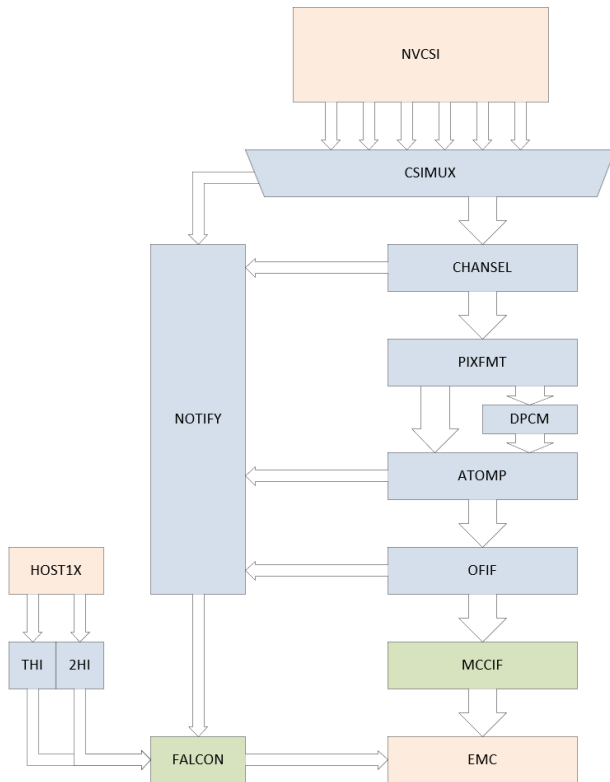 NVCSI
CSIMUX
CHANSEL
PIXFMT
DPCM
NOTIFY
ATOMP
HOST1X
OFIF
THI
2HI
MCCIF
FALCON
EMC